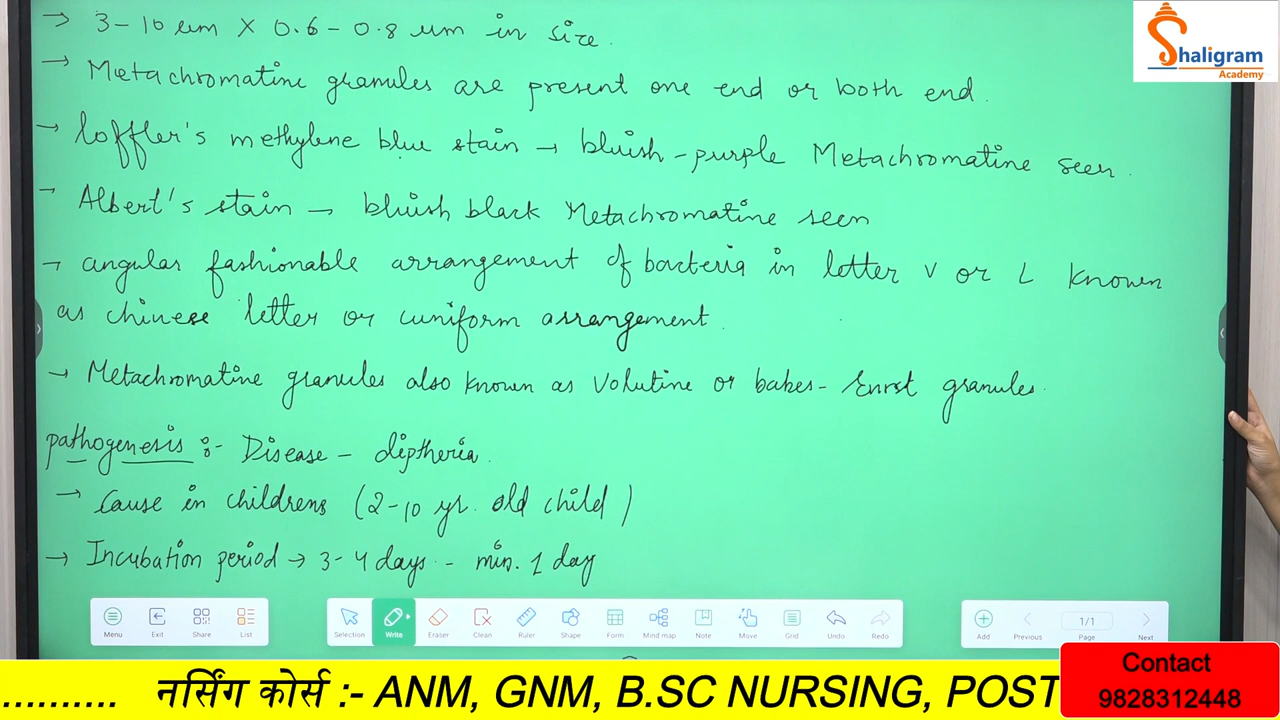 → 3-10 um X 0.6-0.8 um in size.
Shaligram
Academy
→ Metachromatine granules are present one end or both end.
→ loffler's methylene blue stain → bluish-purple Metachromatine seen.
→ Albert's stain → bluish black Metachromatine seen
→ angular fashionable arrangement of bacteria in letter V or L known
as chinese letter or cuniform arrangement.
→ Metachromatine granules also known as Volutine or babes-Enrst granules.
pathogenesis :- Disease - diptheria.
→ Cause in childrens (2-10 yr. old child)
→ Incubation period → 3-4 days - min. 1 day
Menu Exit Share List Selection Write Eraser Clean Ruler Shape Form Mind map Note Move Grid Undo Redo Add Previous 1/1 Page Next
.......... नर्सिंग कोर्स :- ANM, GNM, B.SC NURSING, POST
Contact
9828312448